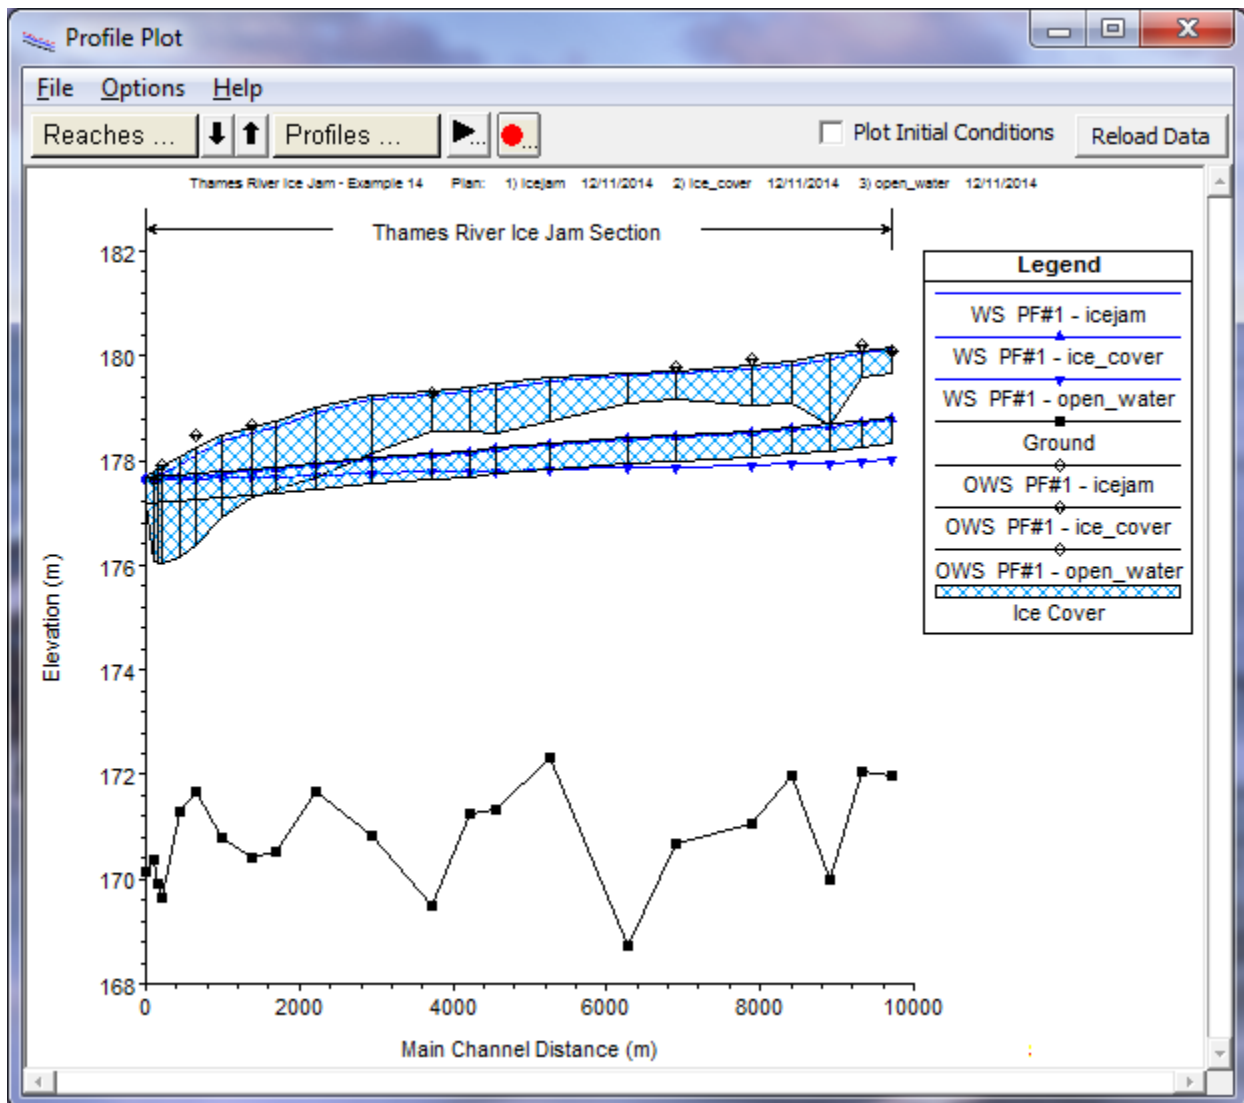 Profile Plot
File Options Help
Reaches ... Profiles ... Plot Initial Conditions Reload Data
Thames River Ice Jam - Example 14 Plan: 1) Icejam 12/11/2014 2) Ice_cover 12/11/2014 3) open_water 12/11/2014
Thames River Ice Jam Section
182
180
178
176
174
172
170
168
Elevation (m)
0 2000 4000 6000 8000 10000
Main Channel Distance (m)
Legend
WS PF#1 - icejam
WS PF#1 - ice_cover
WS PF#1 - open_water
Ground
OWS PF#1 - icejam
OWS PF#1 - ice_cover
OWS PF#1 - open_water
Ice Cover